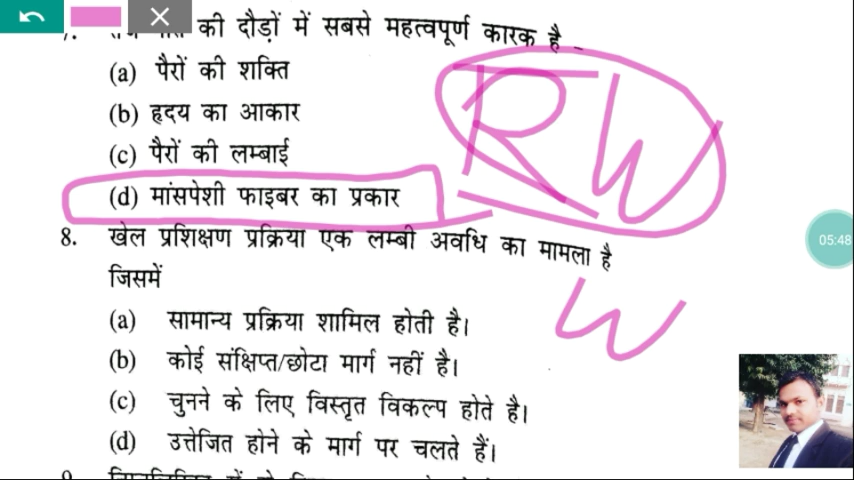 की दौड़ों में सबसे महत्वपूर्ण कारक है –
(a) पैरों की शक्ति
(b) हृदय का आकार
(c) पैरों की लम्बाई
(d) मांसपेशी फाइबर का प्रकार
RW
8. खेल प्रशिक्षण प्रक्रिया एक लम्बी अवधि का मामला है
जिसमें
W
(a) सामान्य प्रक्रिया शामिल होती है।
(b) कोई संक्षिप्त/छोटा मार्ग नहीं है।
(c) चुनने के लिए विस्तृत विकल्प होते है।
(d) उत्तेजित होने के मार्ग पर चलते हैं।
05:48